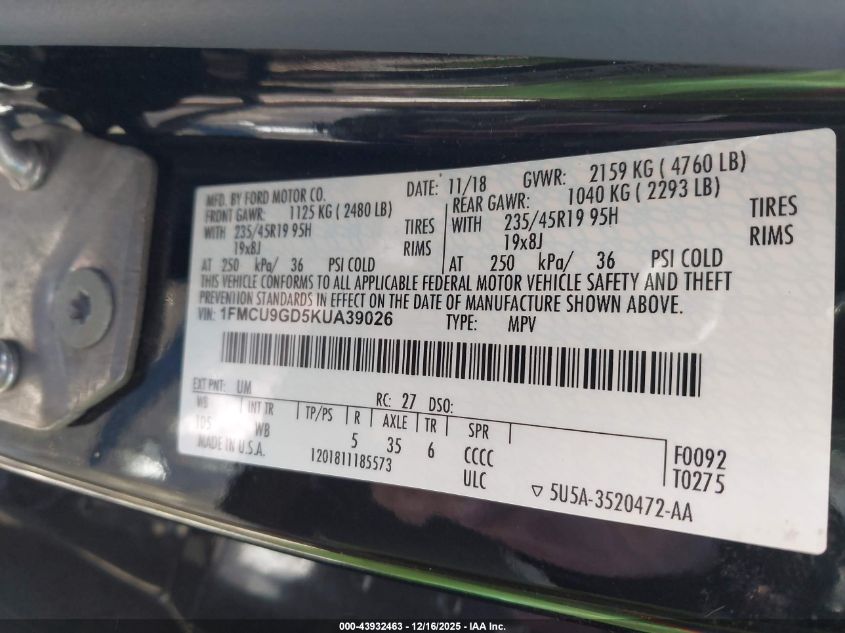 MFD. BY FORD MOTOR CO.
DATE: 11/18 GVWR: 2159 KG ( 4760 LB)
FRONT GAWR: 1125 KG ( 2480 LB) REAR GAWR: 1040 KG ( 2293 LB)
WITH 235/45R19 95H TIRES WITH 235/45R19 95H TIRES
19x8J RIMS 19x8J RIMS
AT 250 kPa/ 36 PSI COLD AT 250 kPa/ 36 PSI COLD
THIS VEHICLE CONFORMS TO ALL APPLICABLE FEDERAL MOTOR VEHICLE SAFETY AND THEFT
PREVENTION STANDARDS IN EFFECT ON THE DATE OF MANUFACTURE SHOWN ABOVE.
VIN: 1FMCU9GD5KUA39026 TYPE: MPV
EXT PNT: UM RC: 27 DSO:
WB INT TR TP/PS R AXLE TR SPR
105 WB 5 35 6 CCCC F0092
MADE IN U.S.A. 1201811185573 ULC T0275
▽ 5U5A-3520472-AA
000-43932463 - 12/16/2025 - IAA Inc.